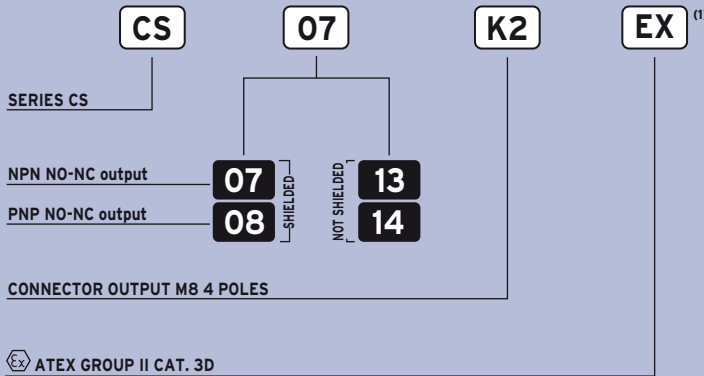 CS 07 K2 EX (1)
SERIES CS
NPN NO-NC output 07 SHIELDED NOT SHIELDED 13
PNP NO-NC output 08 14
CONNECTOR OUTPUT M8 4 POLES
Ex ATEX GROUP II CAT. 3D